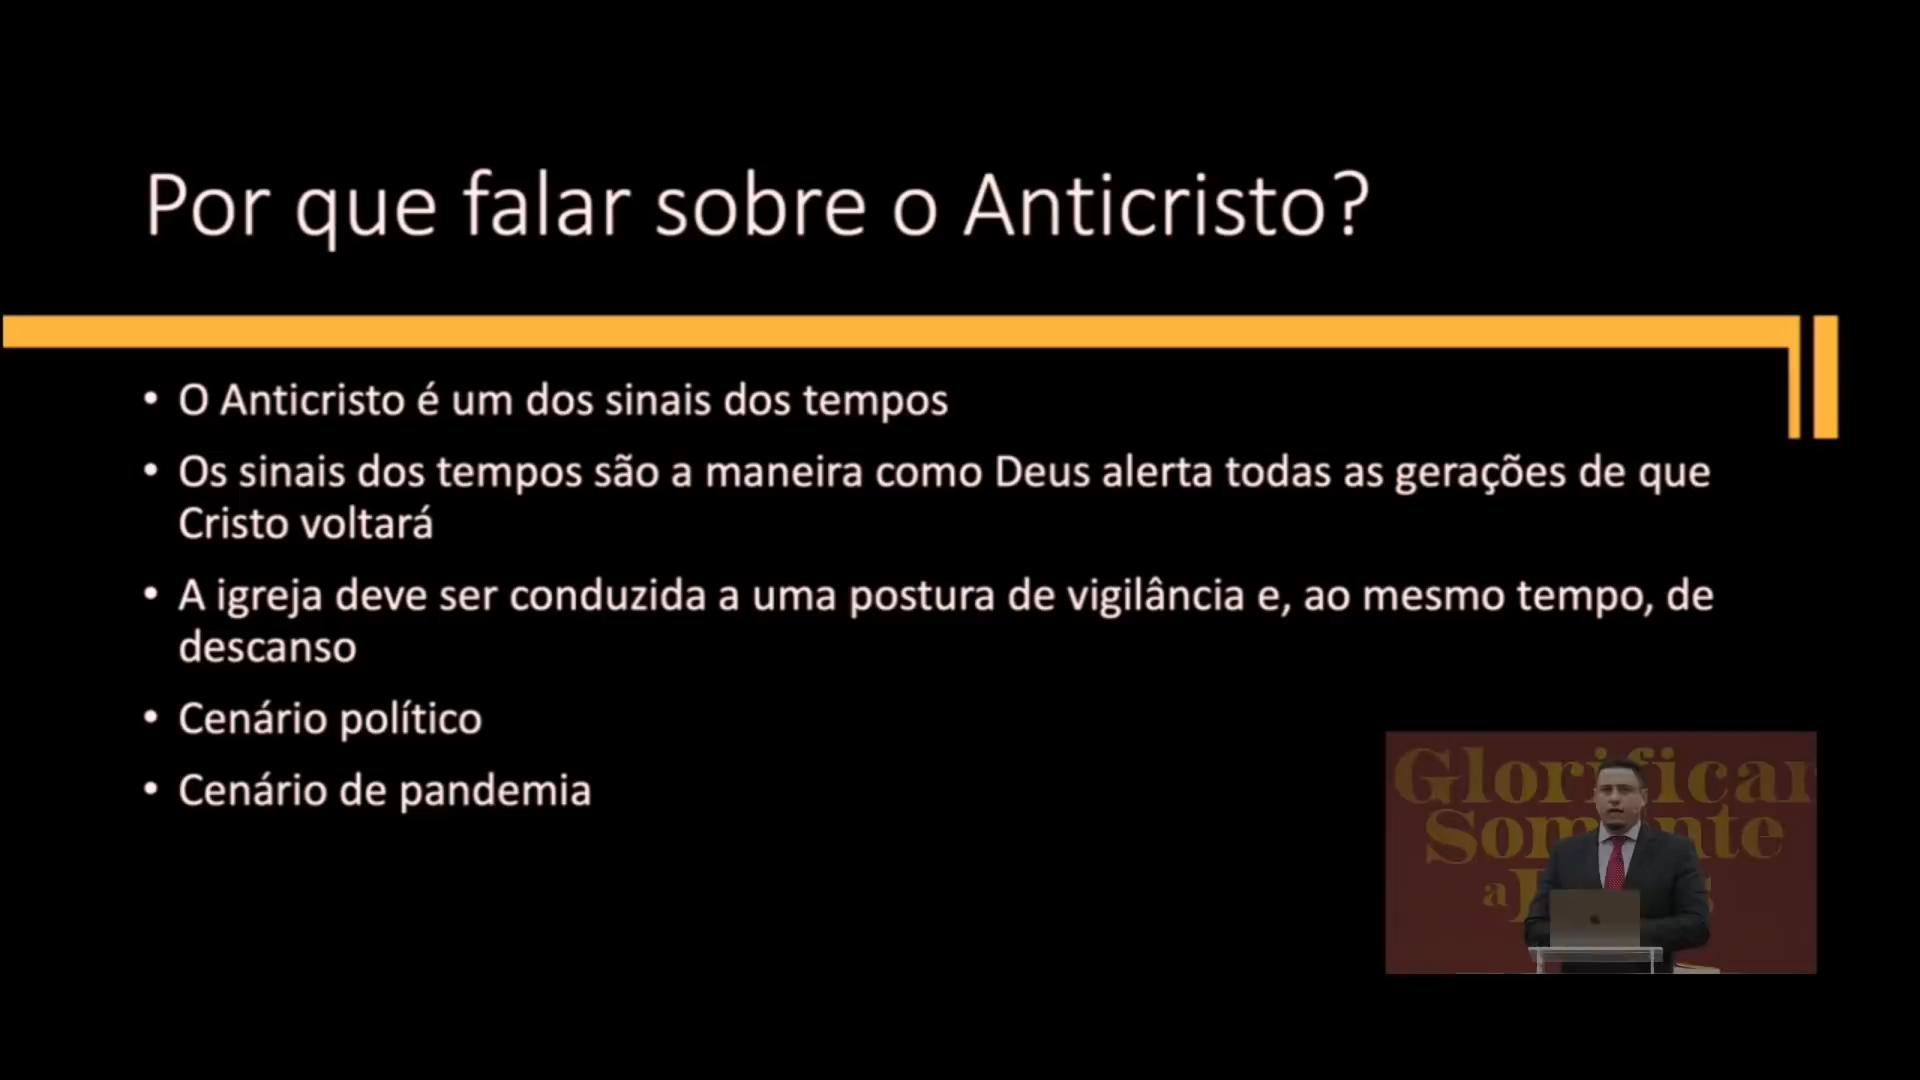 Por que falar sobre o Anticristo?
• O Anticristo é um dos sinais dos tempos
• Os sinais dos tempos são a maneira como Deus alerta todas as gerações de que
Cristo voltará
• A igreja deve ser conduzida a uma postura de vigilância e, ao mesmo tempo, de
descanso
• Cenário político
• Cenário de pandemia
Glorificar
a